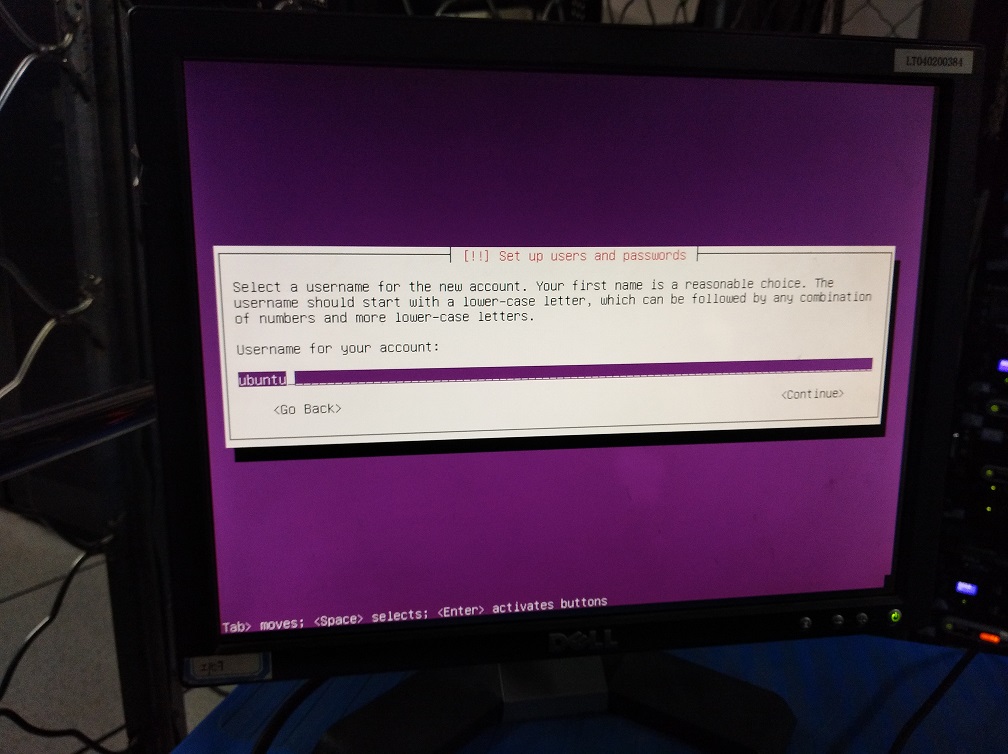 LT040200384
[!!] Set up users and passwords
Select a username for the new account. Your first name is a reasonable choice. The
username should start with a lower-case letter, which can be followed by any combination
of numbers and more lower-case letters.
Username for your account:
ubuntu
<Go Back>
<Continue>
Tab> moves; <Space> selects; <Enter> activates buttons
DELL